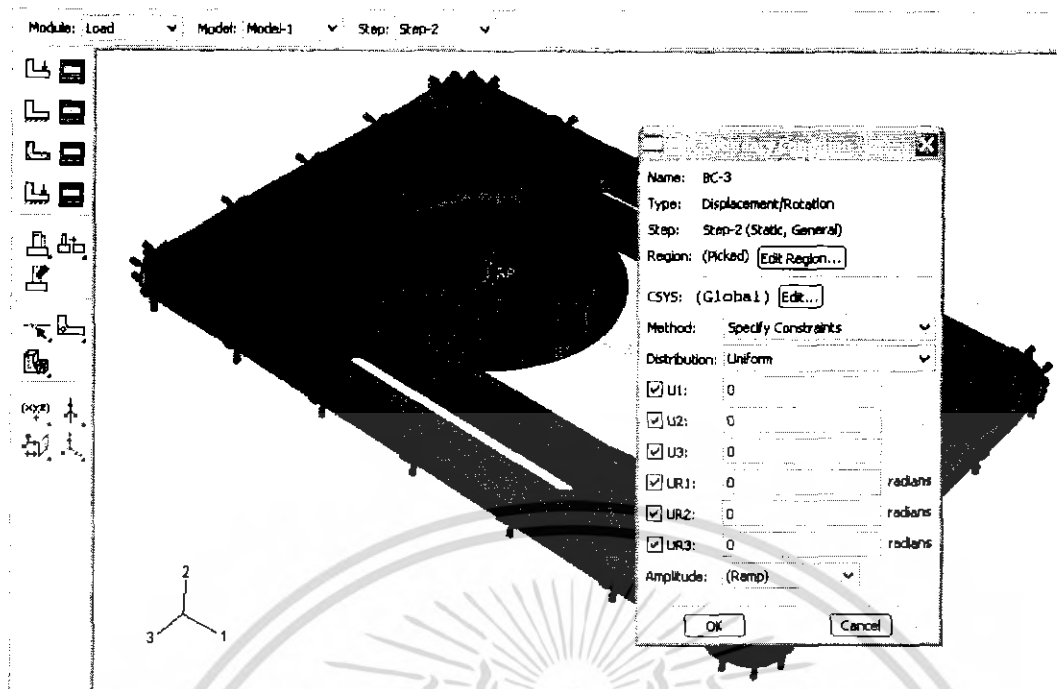 Module: Load Model: Model-1 Step: Step-2
Name: BC-3
Type: Displacement/Rotation
Step: Step-2 (Static, General)
Region: (Picked) Edit Region...
CSYS: (Global) Edit...
Method: Specify Constraints
Distribution: Uniform
U1: 0
U2: 0
U3: 0
UR1: 0 radians
UR2: 0 radians
UR3: 0 radians
Amplitude: (Ramp)
OK Cancel
(XYZ)
2
3 1